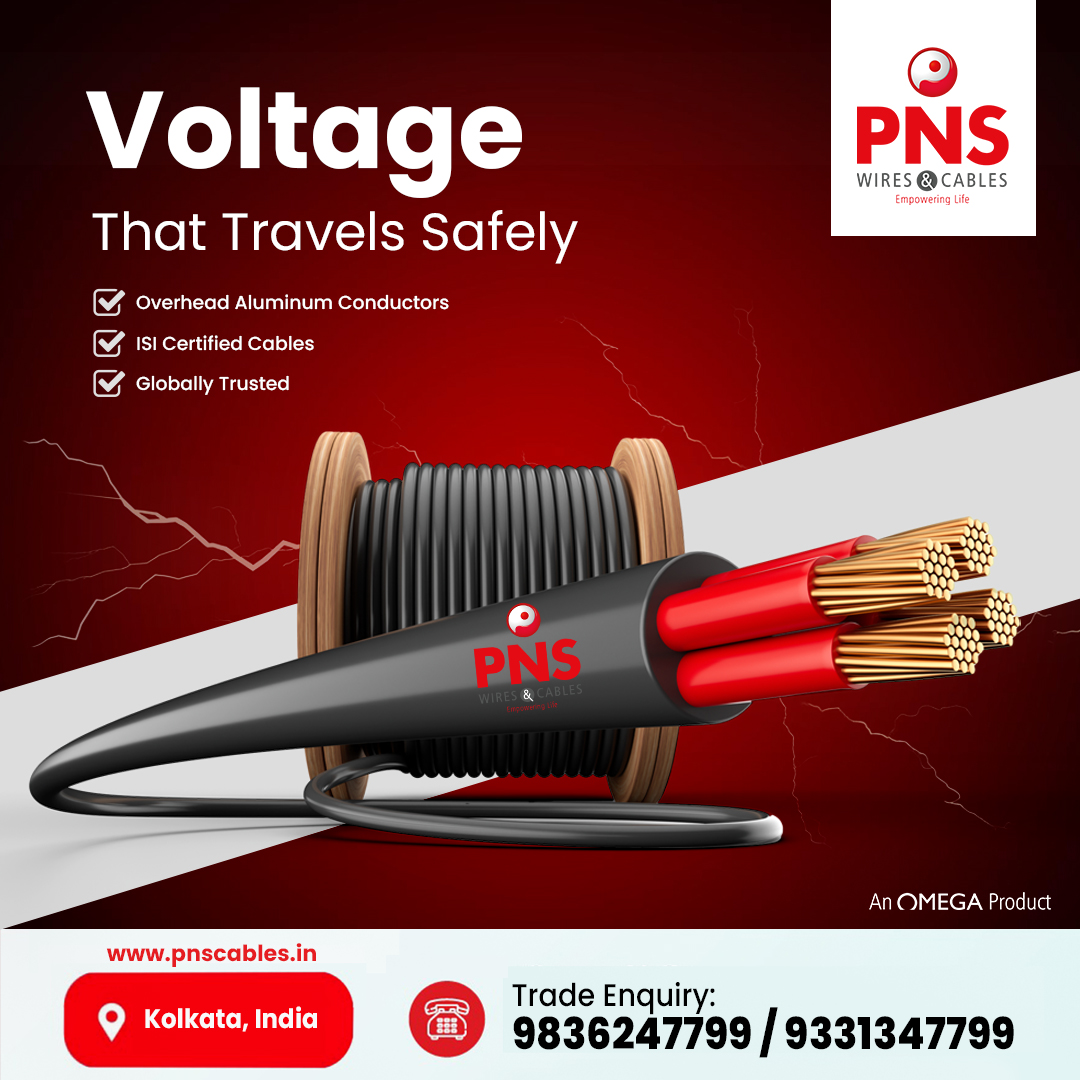 Voltage
That Travels Safely
Overhead Aluminum Conductors
ISI Certified Cables
Globally Trusted
PNS
WIRES & CABLES
Empowering Life
PNS
WIRES & CABLES
Empowering Life
An OMEGA Product
www.pnscables.in
Kolkata, India
Trade Enquiry:
9836247799 / 9331347799